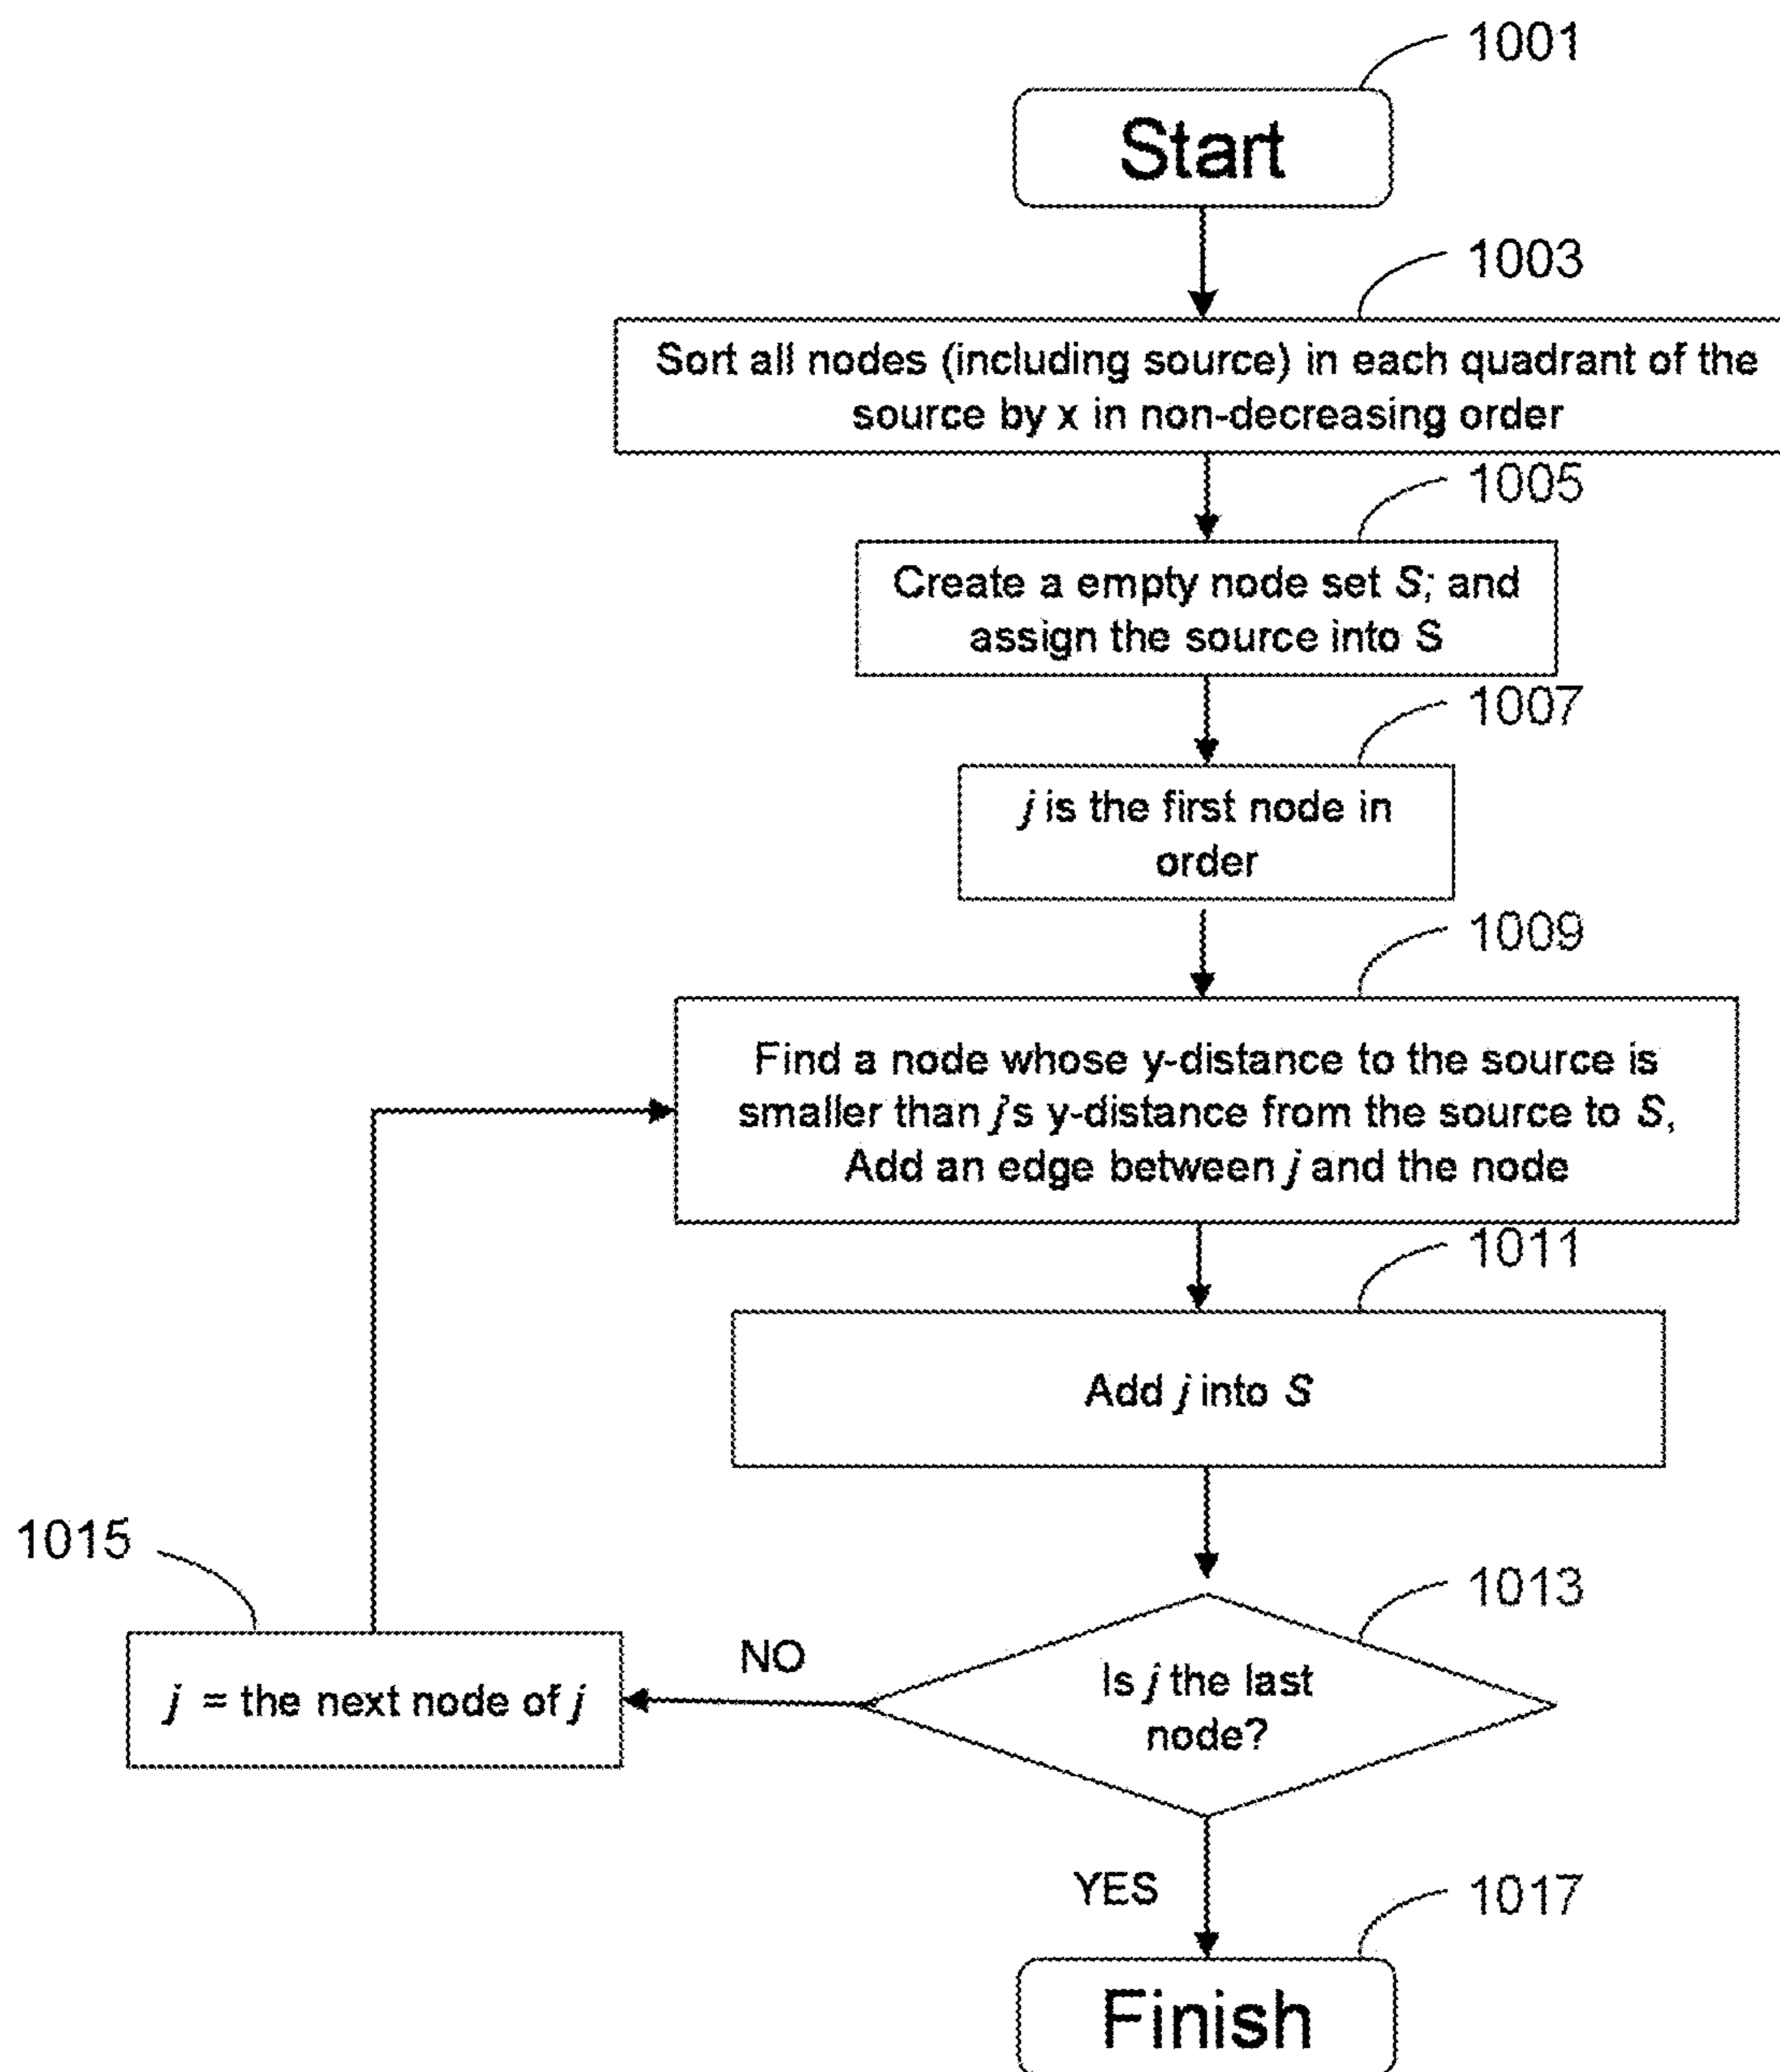 1001
Start
1003
Sort all nodes (including source) in each quadrant of the
source by x in non-decreasing order
1005
Create a empty node set S; and
assign the source into S
1007
j is the first node in
order
1009
Find a node whose y-distance to the source is
smaller than j's y-distance from the source to S,
Add an edge between j and the node
1011
Add j into S
1013
Is j the last
node?
NO
1015
j = the next node of j
YES
1017
Finish